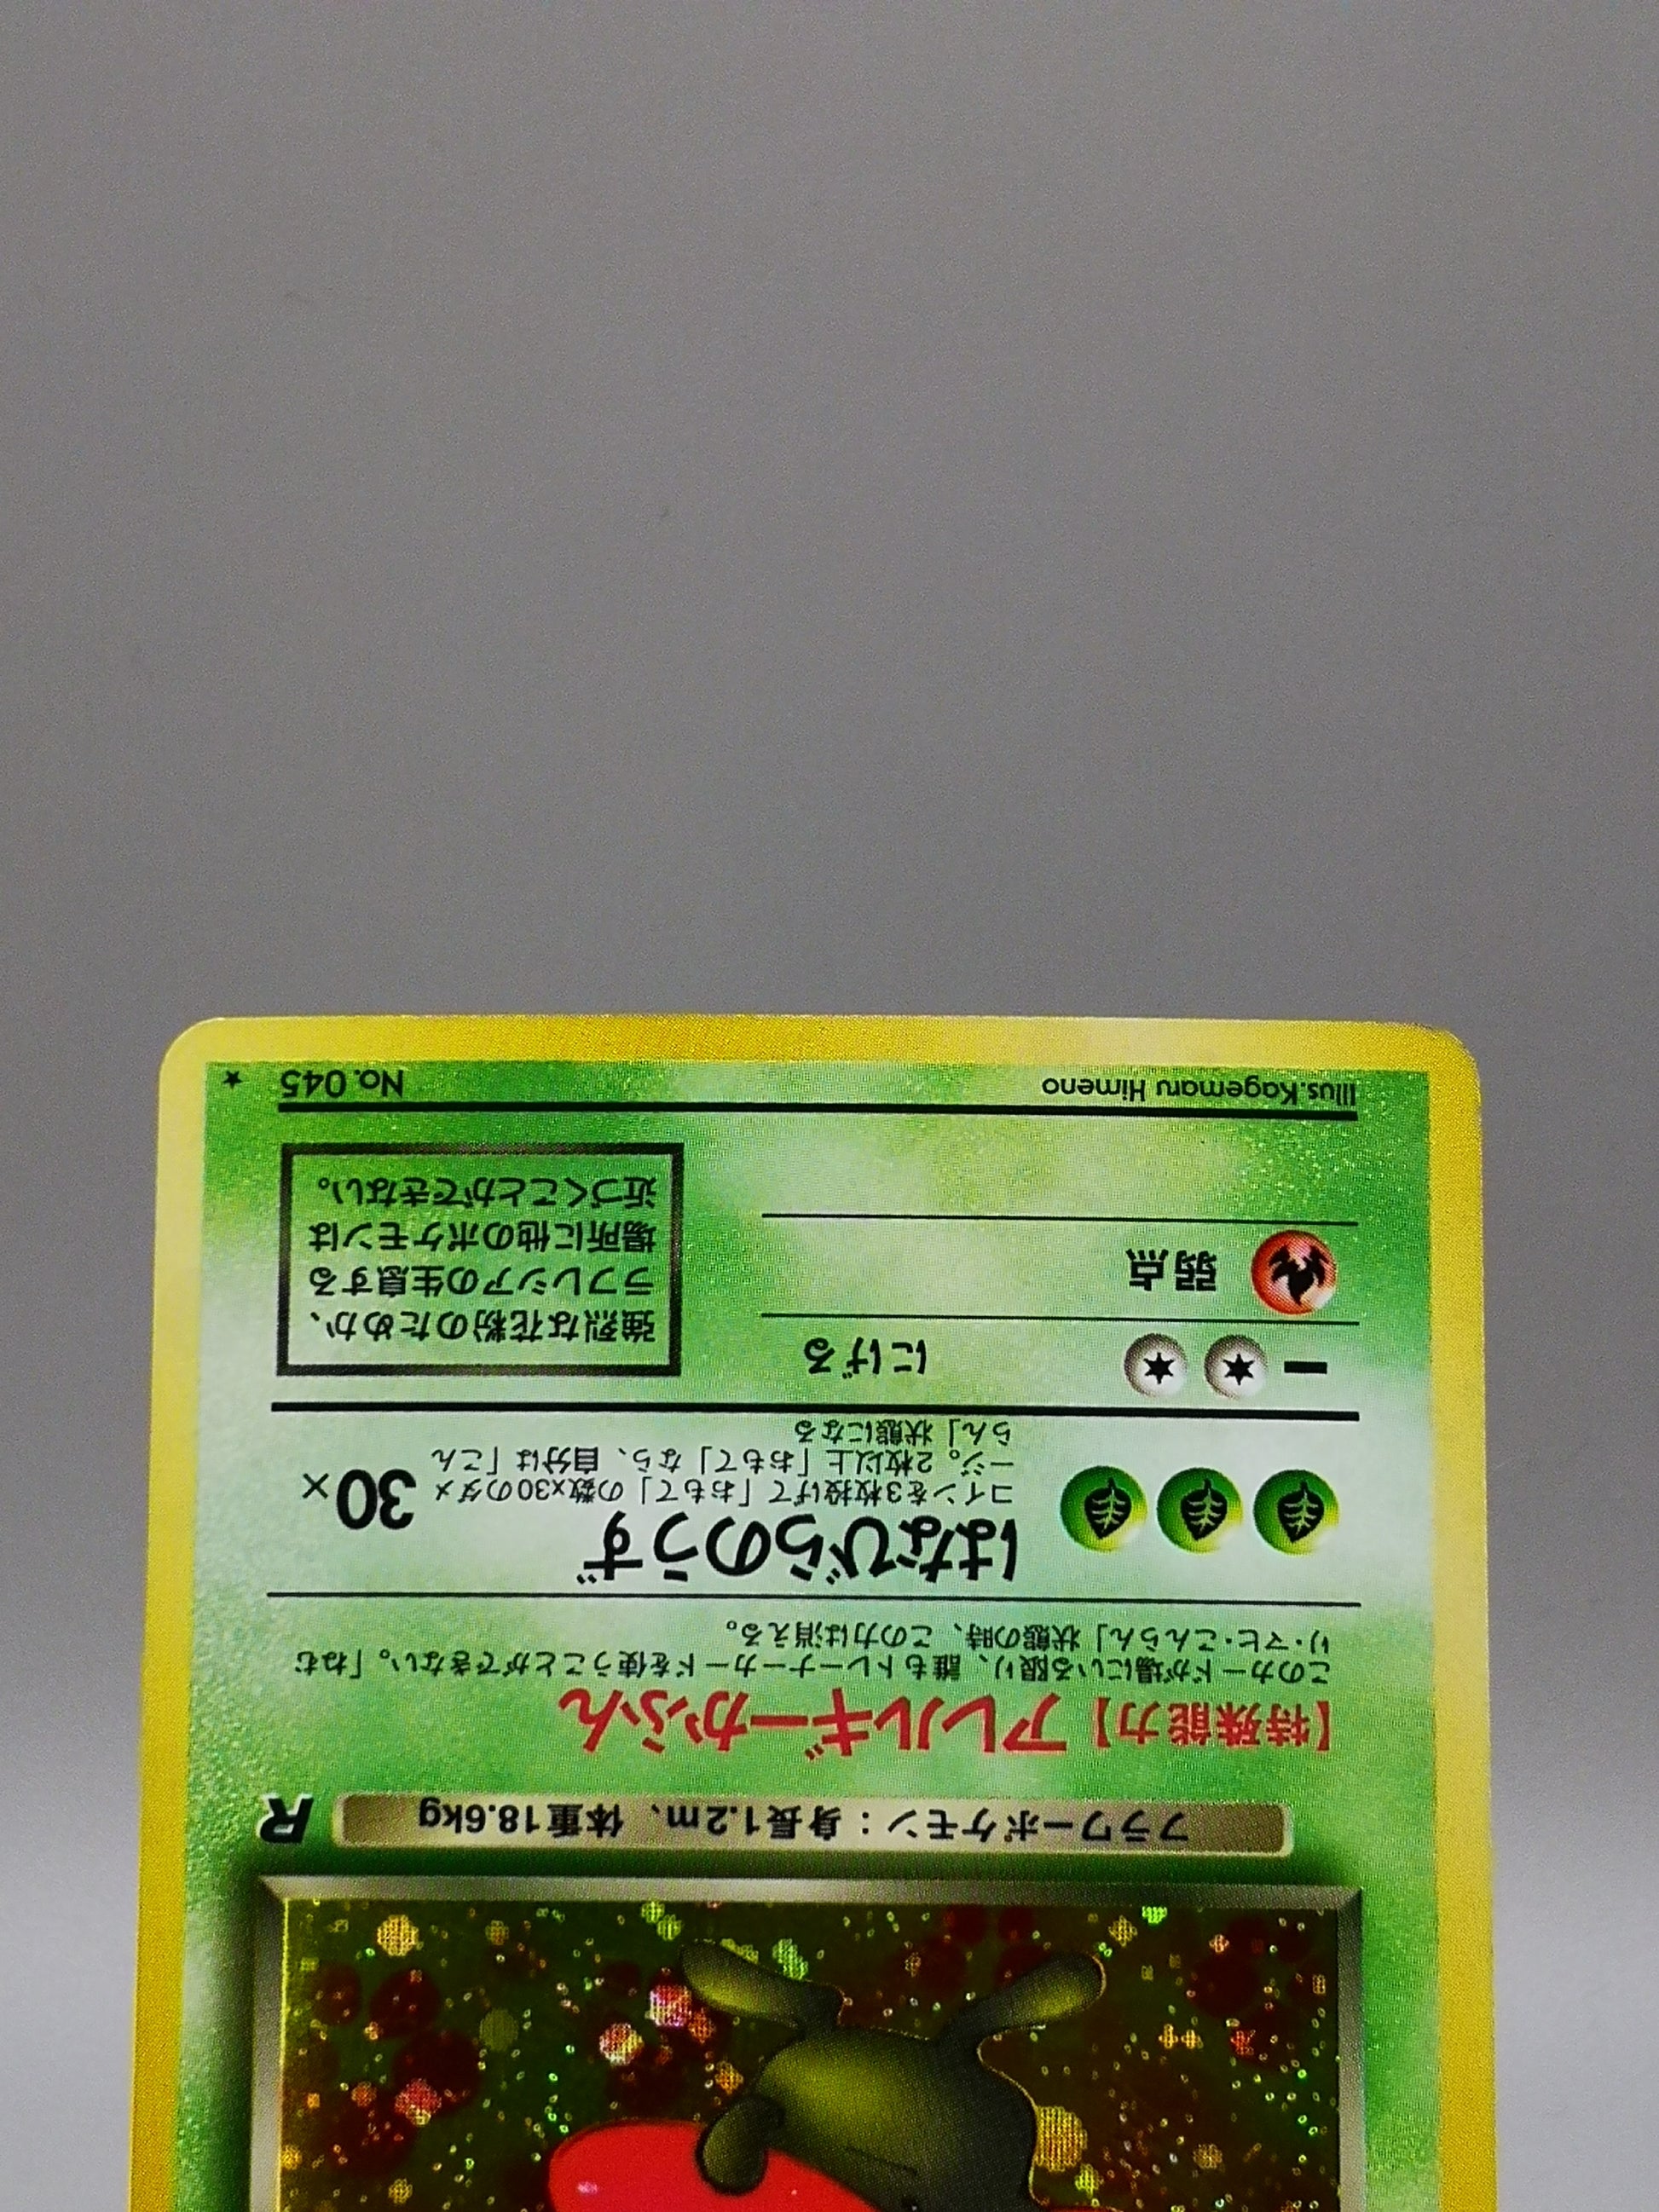 フラワーポケモン：身長1.2m、体重18.6kg
R
【特殊能力】アレルギーかふん
このカードが場にいる限り、誰もトレーナーカードを使うことができない。「ねむ
り・マヒ・こんらん」状態の時、この力は消える。
はなびらのうず
30×
コインを3枚投げて「おもて」の数×30のダメ
ージ。2枚以上「おもて」なら、自分は「こん
らん」状態になる
ー
にげる
弱点
強烈な花粉のためか、
ラフレシアの生息する
場所に他のポケモンは
近づくことができない。
Illus.Kagemaru Himeno
No. 045 ★